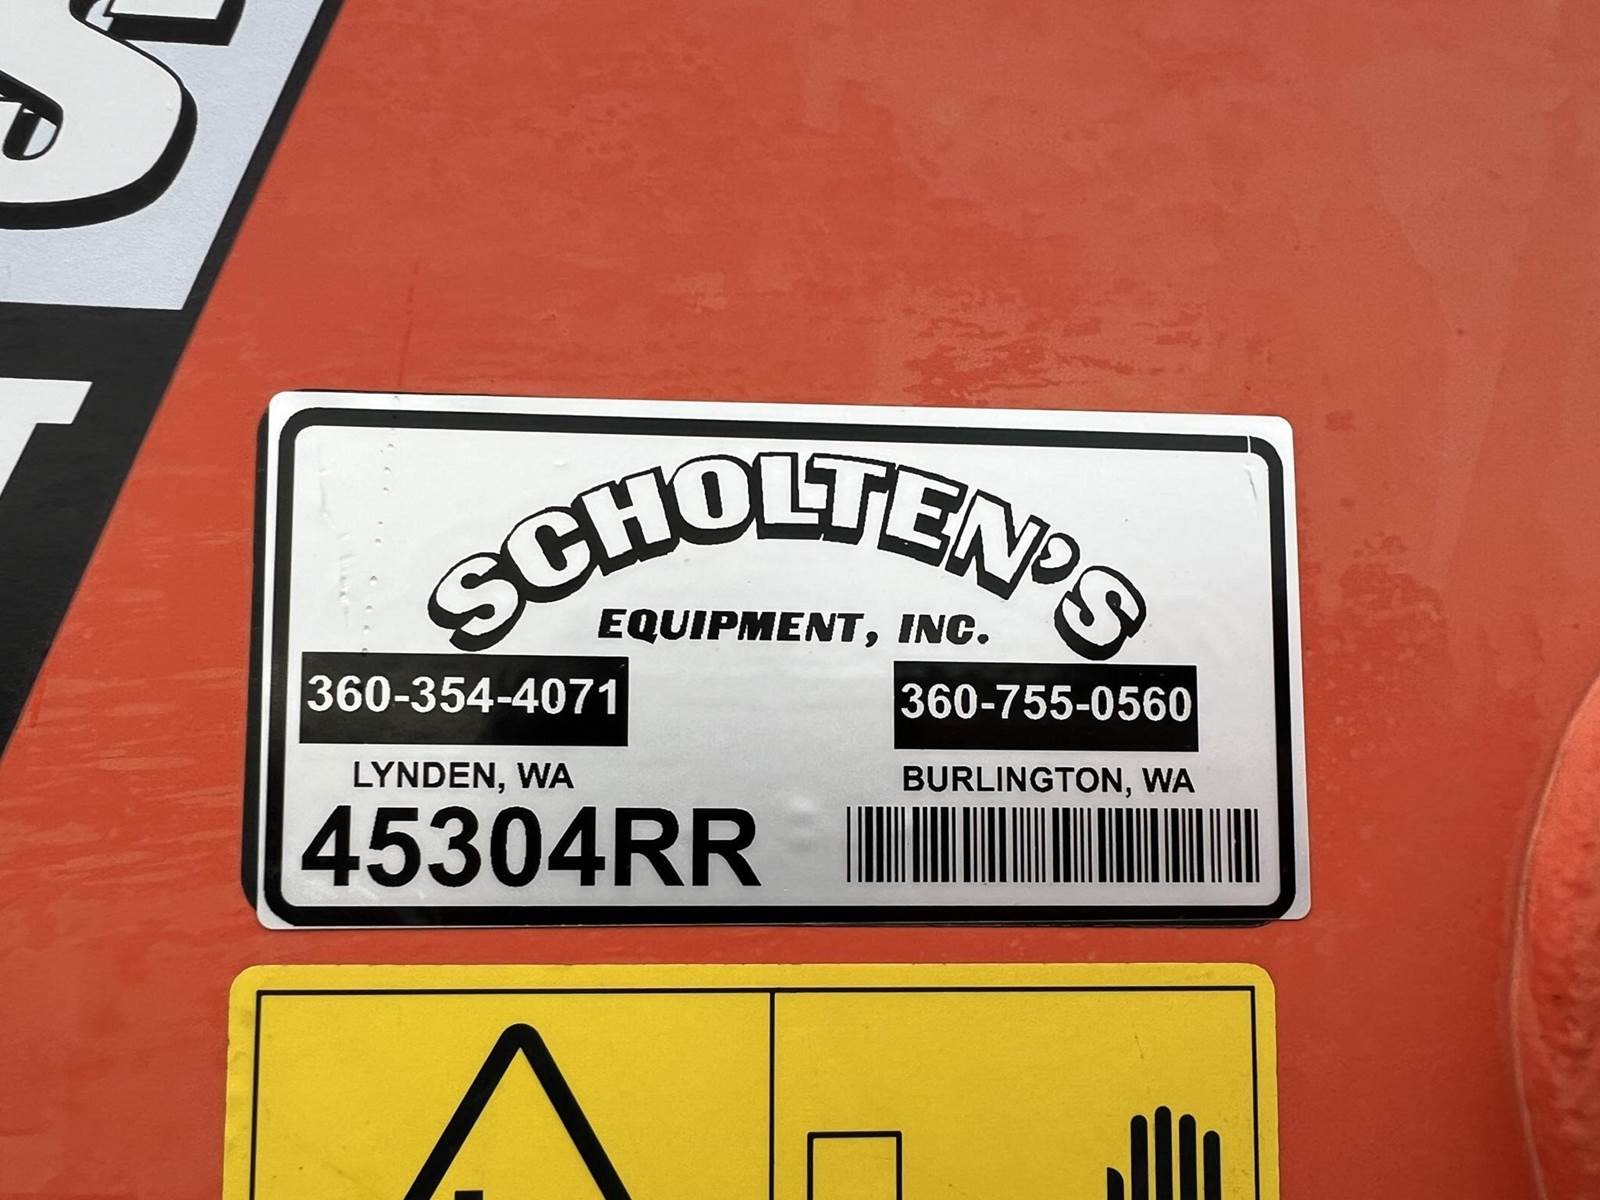 S
SCHOLTEN'S
EQUIPMENT, INC.
360-354-4071
360-755-0560
LYNDEN, WA
BURLINGTON, WA
45304RR